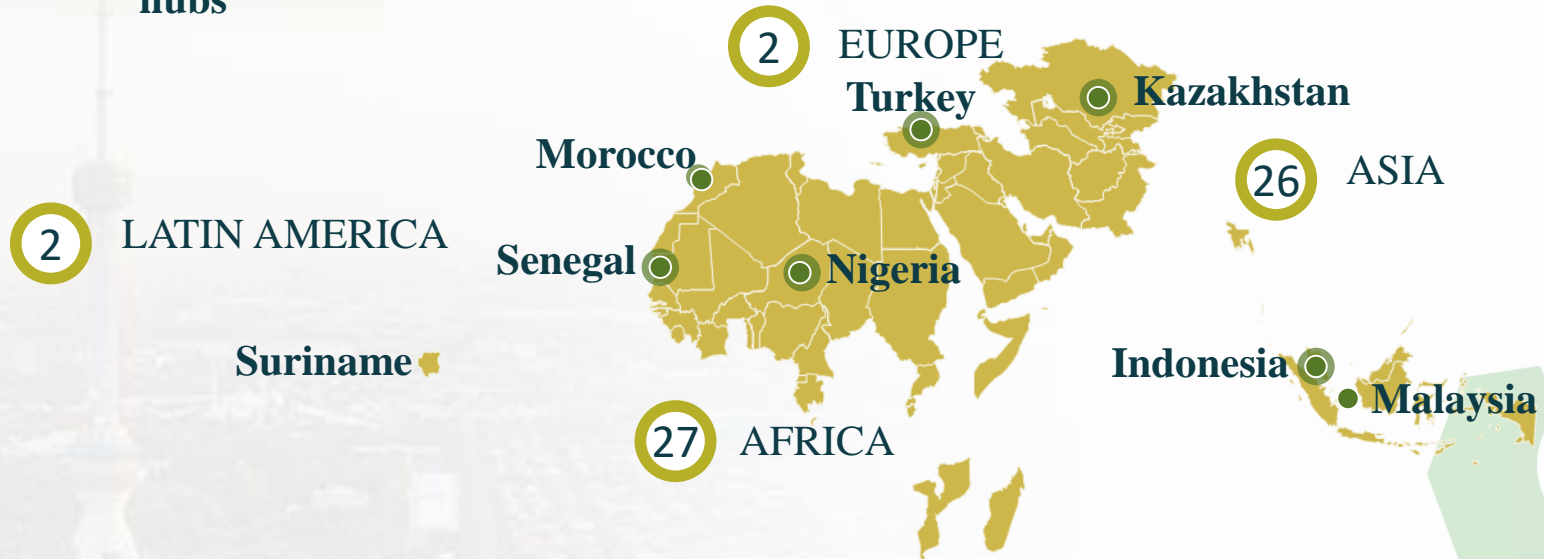 hubs
2 EUROPE
Turkey
Kazakhstan
Morocco
26 ASIA
2 LATIN AMERICA
Senegal
Nigeria
Suriname
Indonesia
Malaysia
27 AFRICA